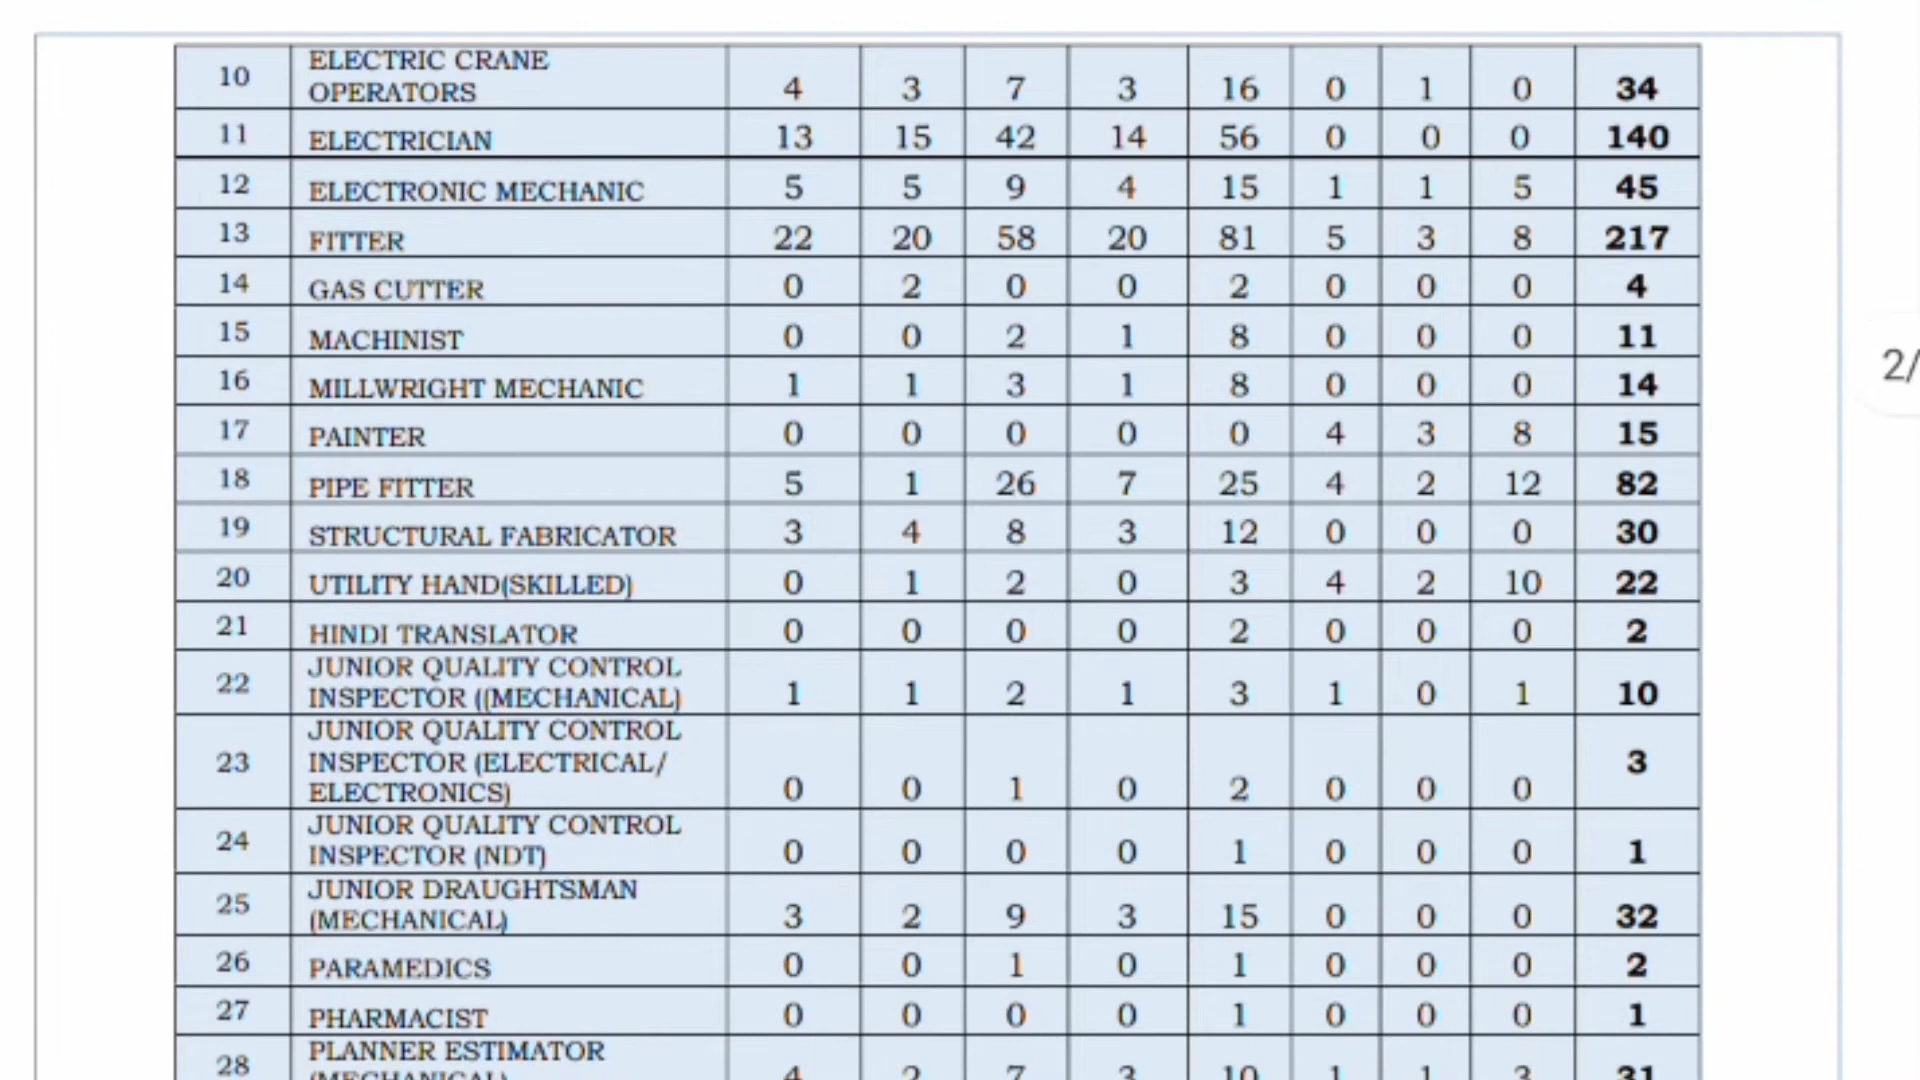 10 ELECTRIC CRANE OPERATORS 4 3 7 3 16 0 1 0 34
11 ELECTRICIAN 13 15 42 14 56 0 0 0 140
12 ELECTRONIC MECHANIC 5 5 9 4 15 1 1 5 45
13 FITTER 22 20 58 20 81 5 3 8 217
14 GAS CUTTER 0 2 0 0 2 0 0 0 4
15 MACHINIST 0 0 2 1 8 0 0 0 11
16 MILLWRIGHT MECHANIC 1 1 3 1 8 0 0 0 14
17 PAINTER 0 0 0 0 0 4 3 8 15
18 PIPE FITTER 5 1 26 7 25 4 2 12 82
19 STRUCTURAL FABRICATOR 3 4 8 3 12 0 0 0 30
20 UTILITY HAND(SKILLED) 0 1 2 0 3 4 2 10 22
21 HINDI TRANSLATOR 0 0 0 0 2 0 0 0 2
22 JUNIOR QUALITY CONTROL INSPECTOR ((MECHANICAL) 1 1 2 1 3 1 0 1 10
23 JUNIOR QUALITY CONTROL INSPECTOR (ELECTRICAL/ ELECTRONICS) 0 0 1 0 2 0 0 0 3
24 JUNIOR QUALITY CONTROL INSPECTOR (NDT) 0 0 0 0 1 0 0 0 1
25 JUNIOR DRAUGHTSMAN (MECHANICAL) 3 2 9 3 15 0 0 0 32
26 PARAMEDICS 0 0 1 0 1 0 0 0 2
27 PHARMACIST 0 0 0 0 1 0 0 0 1
28 PLANNER ESTIMATOR (MECHANICAL) 4 2 7 3 10 1 1 3 31
2/